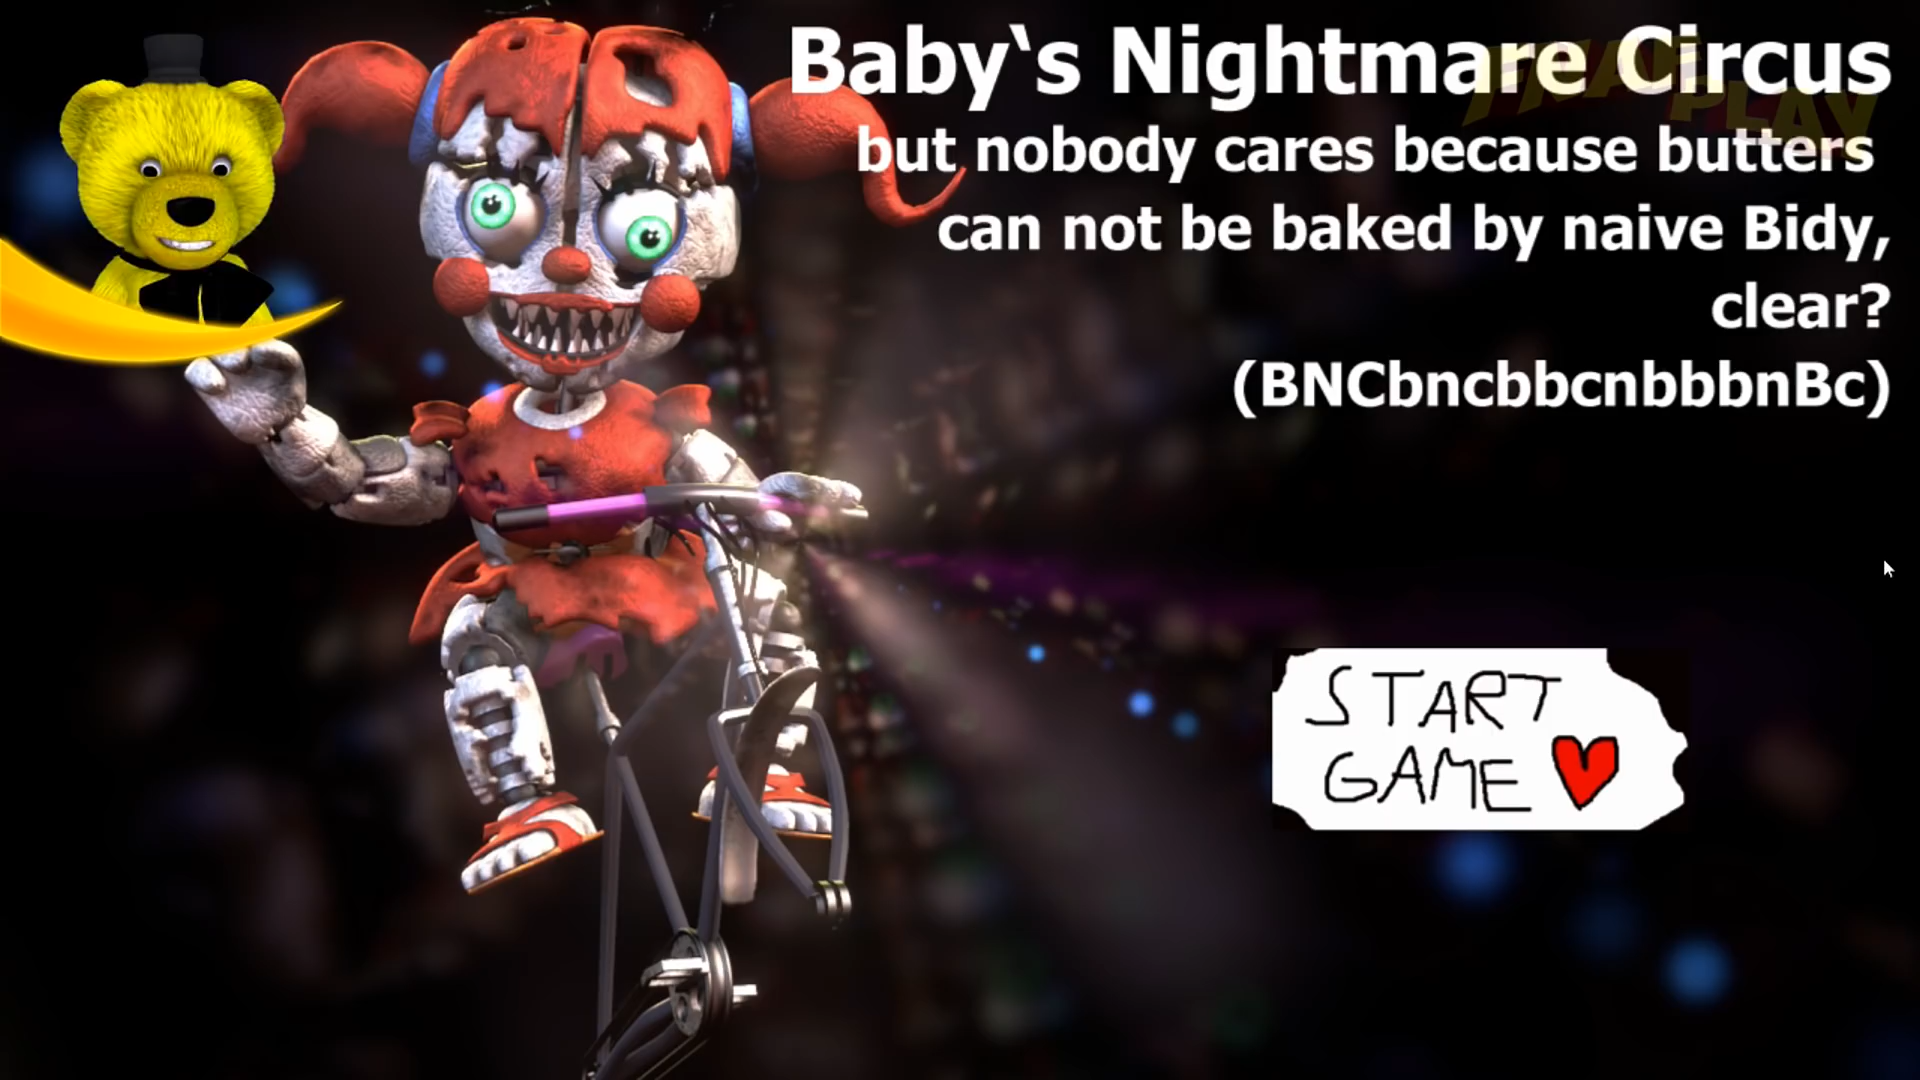 Baby‘s Nightmare Circus
but nobody cares because butters
can not be baked by naive Bidy,
clear?
(BNCbncbbcnbbbnBc)
START
GAME